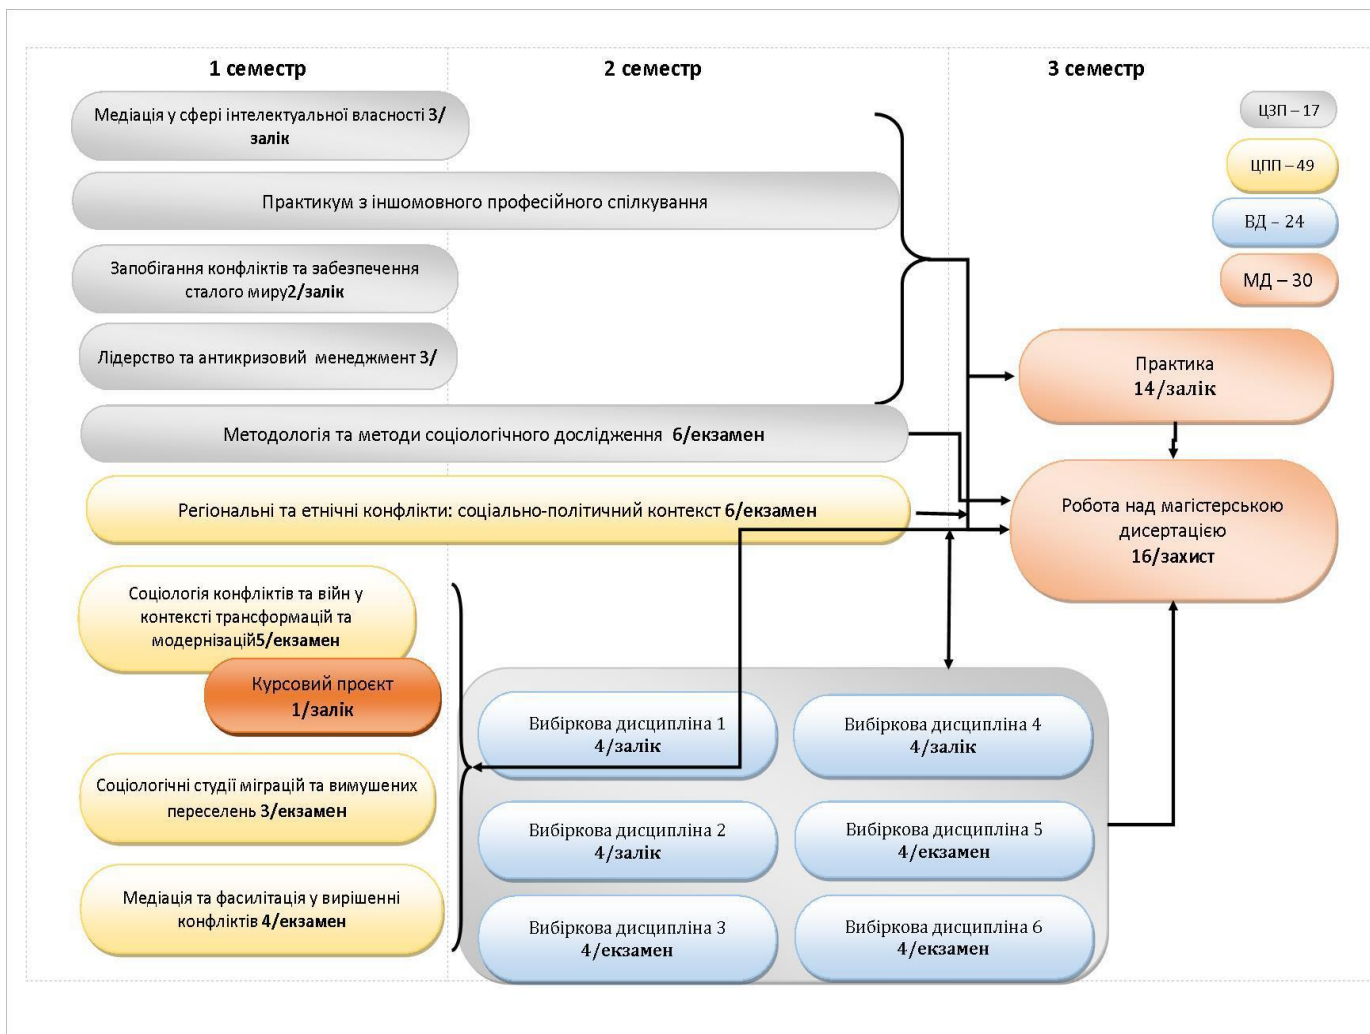 1 семестр
2 семестр
3 семестр
Медіація у сфері інтелектуальної власності 3/
залік
Практикум з іншомовного професійного спілкування
Запобігання конфліктів та забезпечення
сталого миру2/залік
Лідерство та антикризовий менеджмент 3/
Методологія та методи соціологічного дослідження 6/екзамен
Регіональні та етнічні конфлікти: соціально-політичний контекст 6/екзамен
Соціологія конфліктів та війн у
контексті трансформацій та
модернізацій5/екзамен
Курсовий проєкт
1/залік
Соціологічні студії міграцій та вимушених
переселень 3/екзамен
Медіація та фасилітація у вирішенні
конфліктів 4/екзамен
Вибіркова дисципліна 1
4/залік
Вибіркова дисципліна 2
4/залік
Вибіркова дисципліна 3
4/екзамен
Вибіркова дисципліна 4
4/залік
Вибіркова дисципліна 5
4/екзамен
Вибіркова дисципліна 6
4/екзамен
ЦЗП – 17
ЦПП – 49
ВД – 24
МД – 30
Практика
14/залік
Робота над магістерською
дисертацією
16/захист